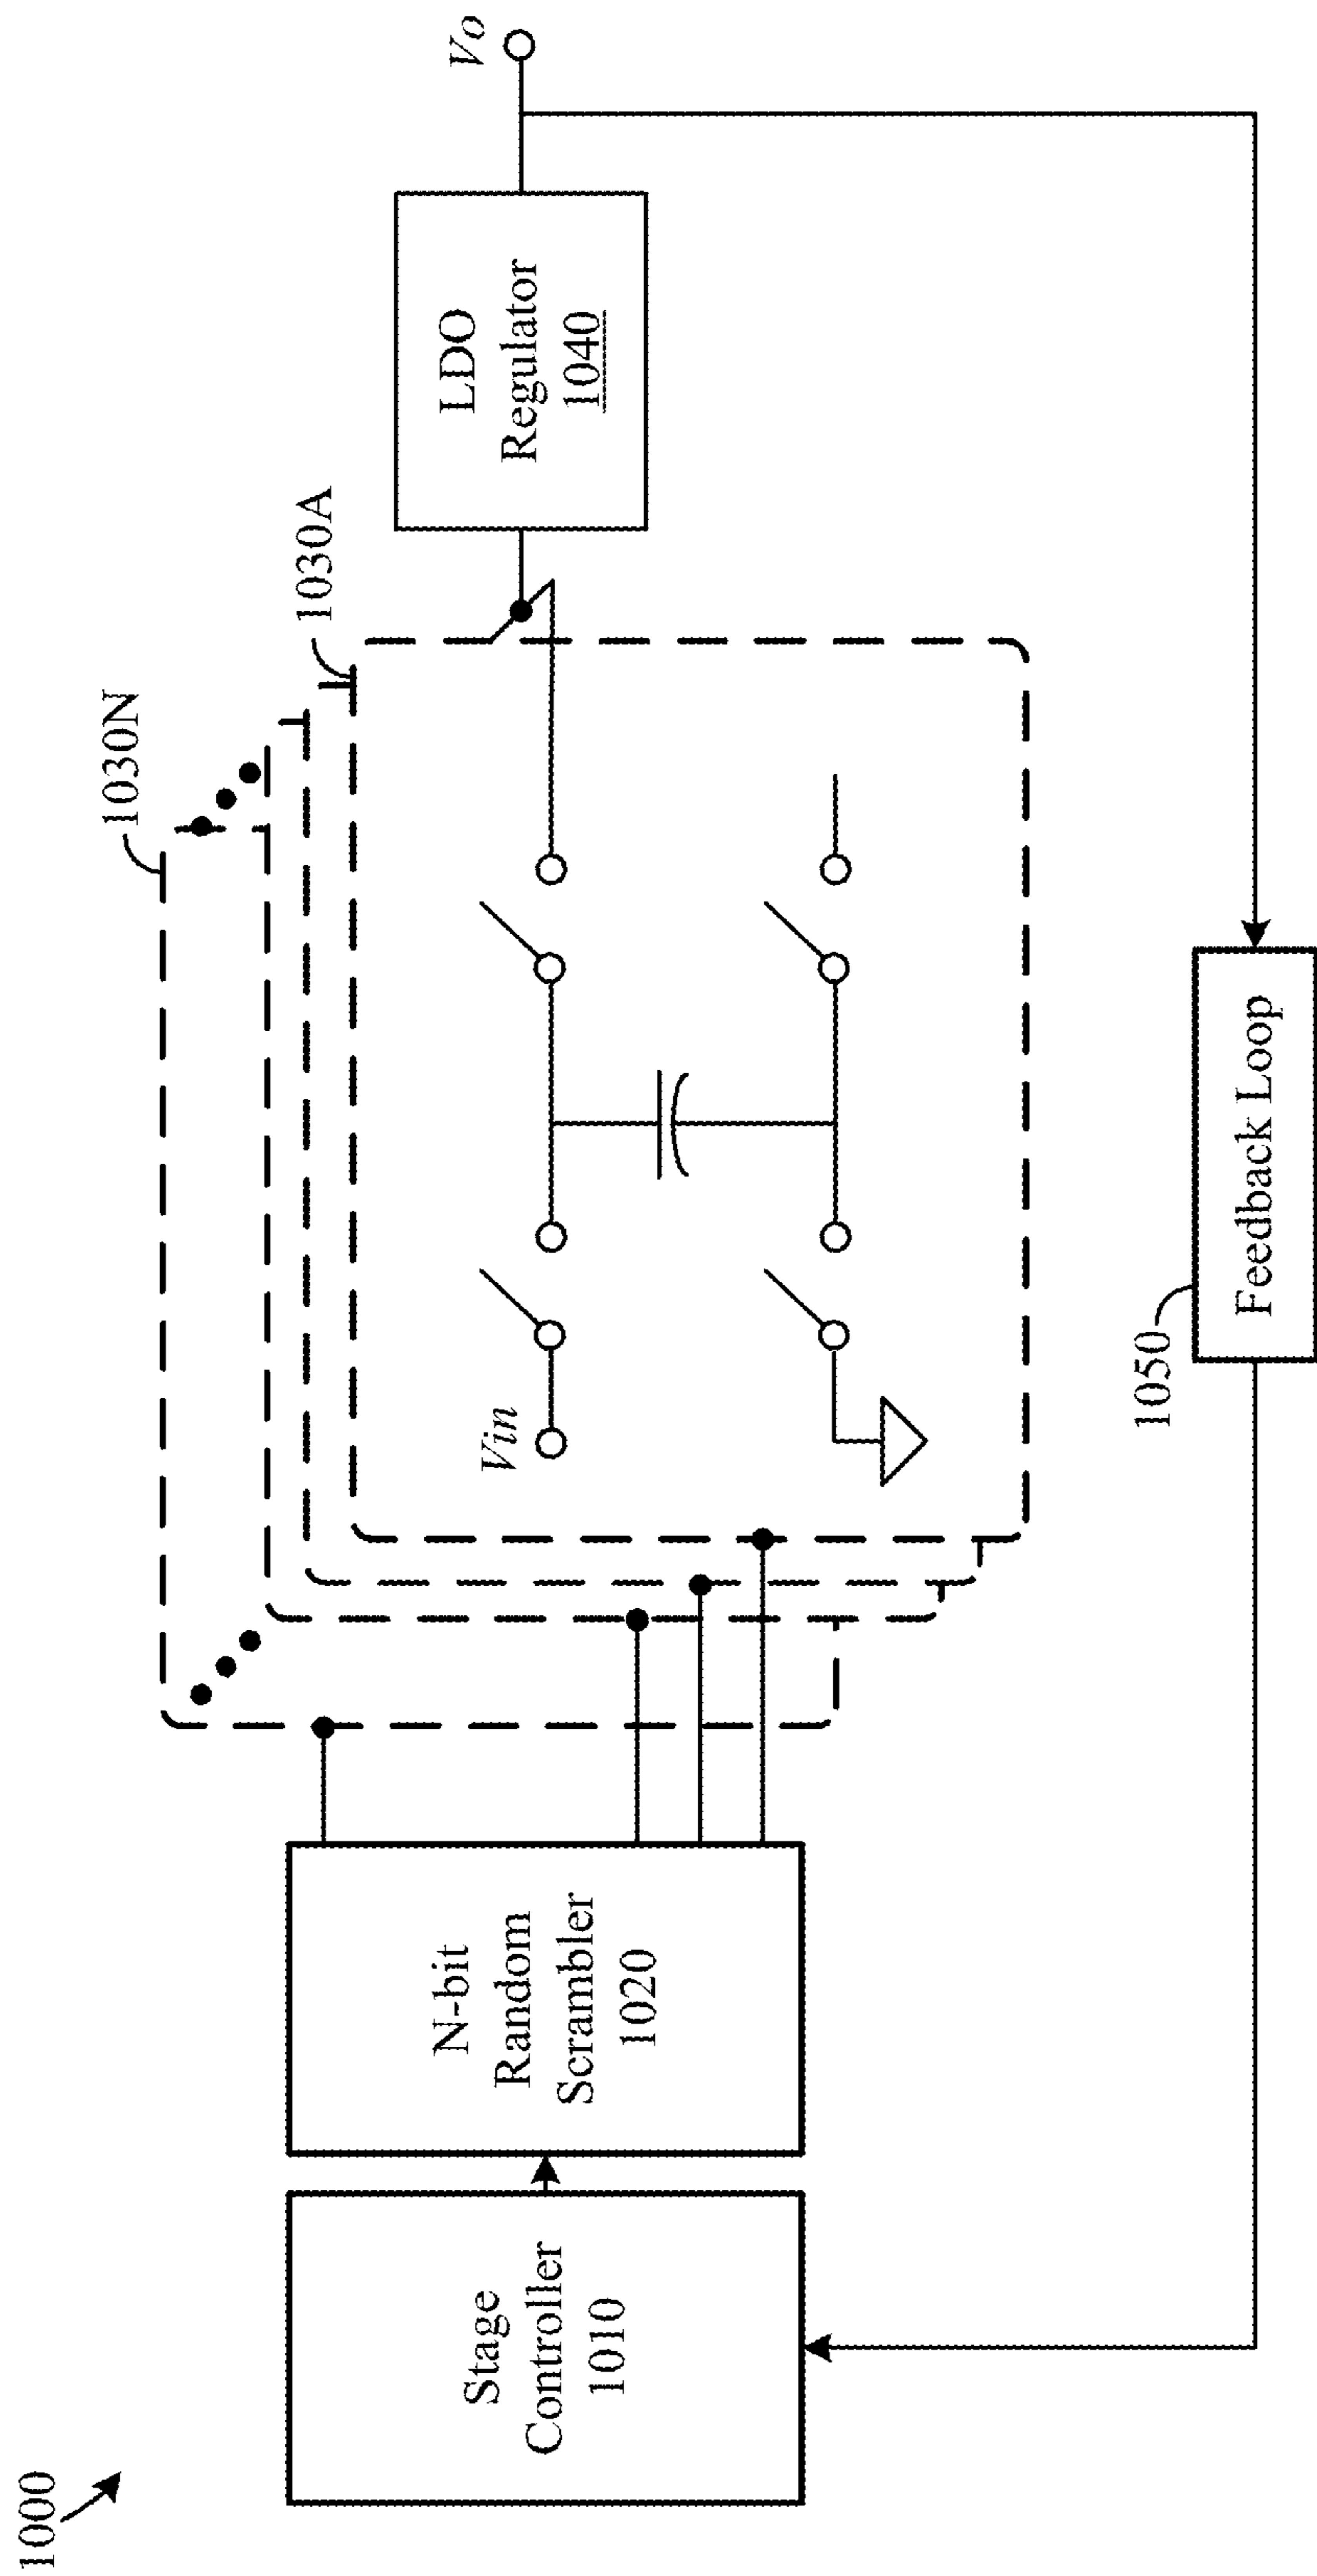 1000
Stage
Controller
1010
N-bit
Random
Scrambler
1020
1030N
1030A
Vin
LDO
Regulator
1040
Vo
1050
Feedback Loop